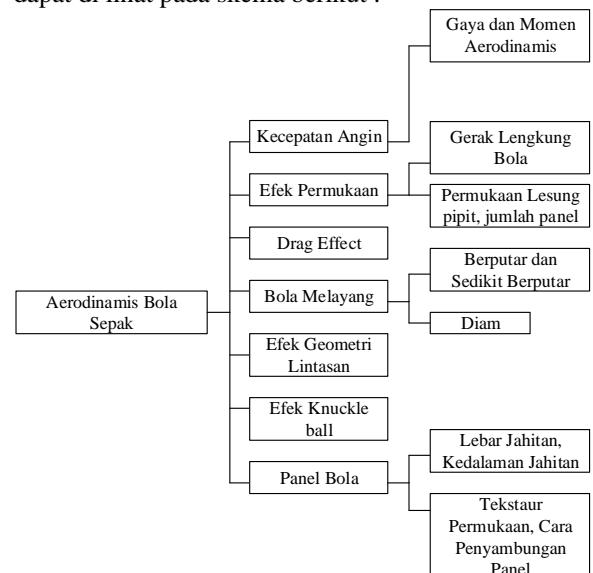 dapat di lihat pada skema berikut :
Gaya dan Momen
Aerodinamis
Kecepatan Angin
Gerak Lengkung
Bola
Efek Permukaan
Permukaan Lesung
pipit, jumlah panel
Drag Effect
Berputar dan
Sedikit Berputar
Bola Melayang
Diam
Aerodinamis Bola
Sepak
Efek Geometri
Lintasan
Efek Knuckle
ball
Lebar Jahitan,
Kedalaman Jahitan
Panel Bola
Tekstaur
Permukaan, Cara
Penyambungan
Panel